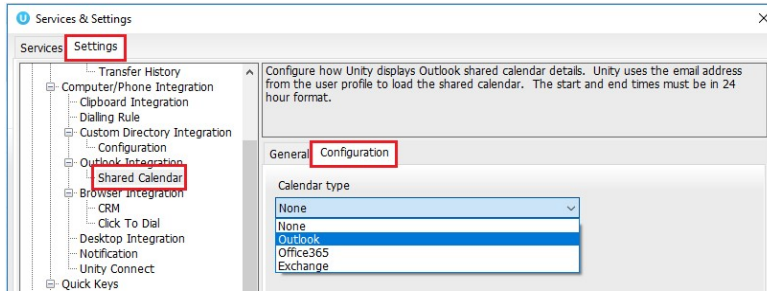 Services & Settings
Services Settings
Transfer History
Computer/Phone Integration
Clipboard Integration
Dialling Rule
Custom Directory Integration
Configuration
Outlook Integration
Shared Calendar
Browser Integration
CRM
Click To Dial
Desktop Integration
Notification
Unity Connect
Quick Keys
Configure how Unity displays Outlook shared calendar details. Unity uses the email address
from the user profile to load the shared calendar. The start and end times must be in 24
hour format.
General Configuration
Calendar type
None
None
Outlook
Office365
Exchange